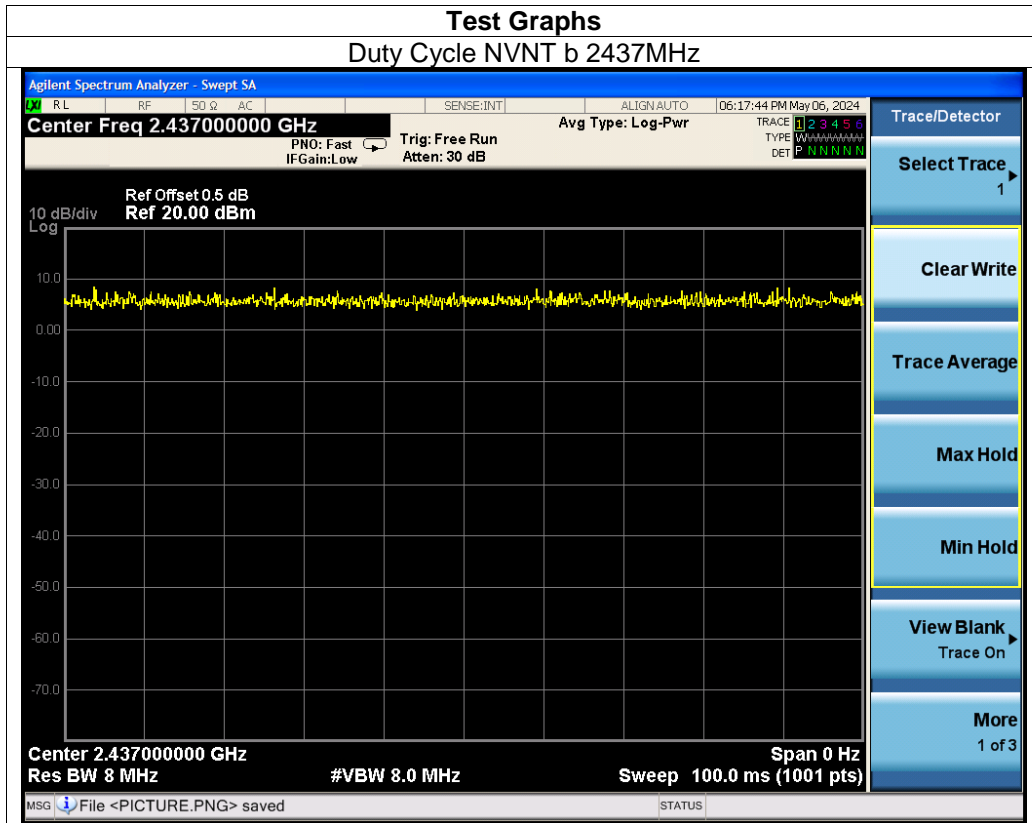 Test Graphs
Duty Cycle NVNT b 2437MHz
Agilent Spectrum Analyzer - Swept SA
LXI RL RF 50 Ω AC SENSE:INT ALIGN AUTO 06:17:44 PM May 06, 2024
Center Freq 2.437000000 GHz Avg Type: Log-Pwr TRACE 1 2 3 4 5 6
PNO: Fast Trig: Free Run TYPE WWWWWW
IFGain:Low Atten: 30 dB DET P N N N N N
Ref Offset 0.5 dB
10 dB/div Ref 20.00 dBm
Log
10.0
0.00
-10.0
-20.0
-30.0
-40.0
-50.0
-60.0
-70.0
Center 2.437000000 GHz Span 0 Hz
Res BW 8 MHz #VBW 8.0 MHz Sweep 100.0 ms (1001 pts)
MSG File <PICTURE.PNG> saved STATUS
Trace/Detector
Select Trace
1
Clear Write
Trace Average
Max Hold
Min Hold
View Blank
Trace On
More
1 of 3